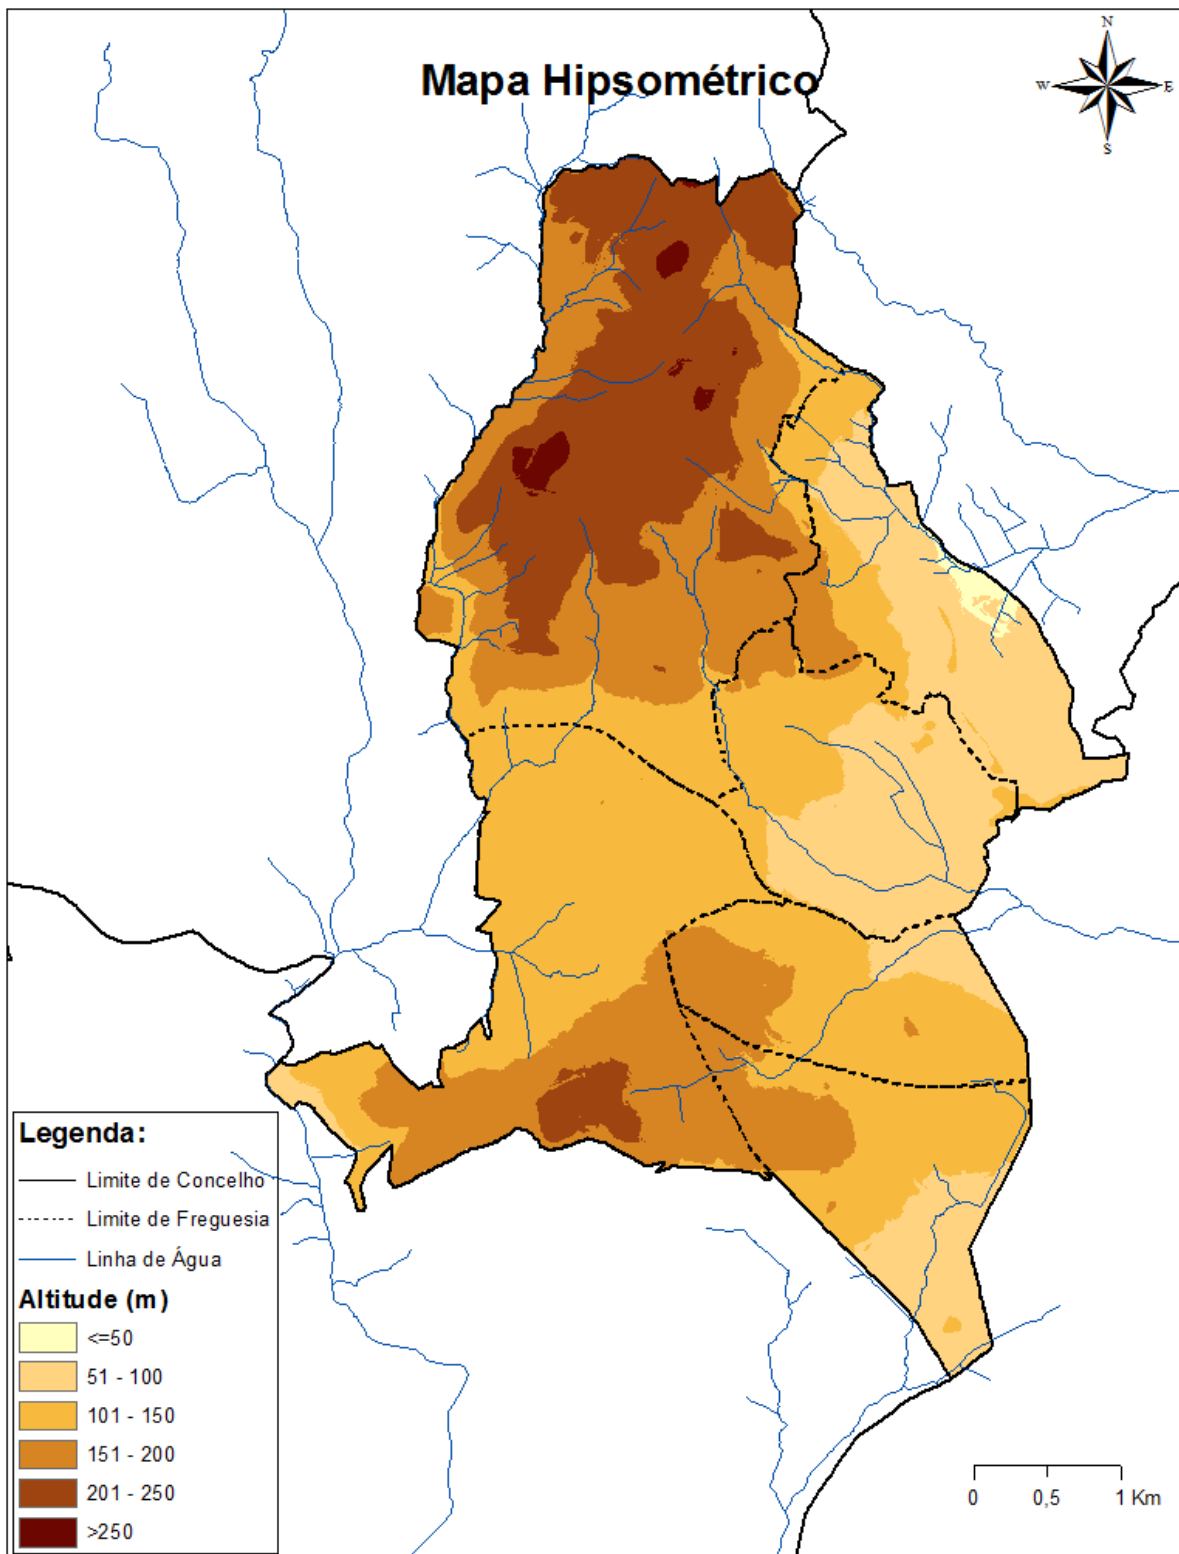 N
Mapa Hipsométrico
W
E
S
Legenda:
Limite de Concelho
Limite de Freguesia
Linha de Água
Altitude (m)
<=50
51 - 100
101 - 150
151 - 200
201 - 250
>250
0 0,5 1 Km